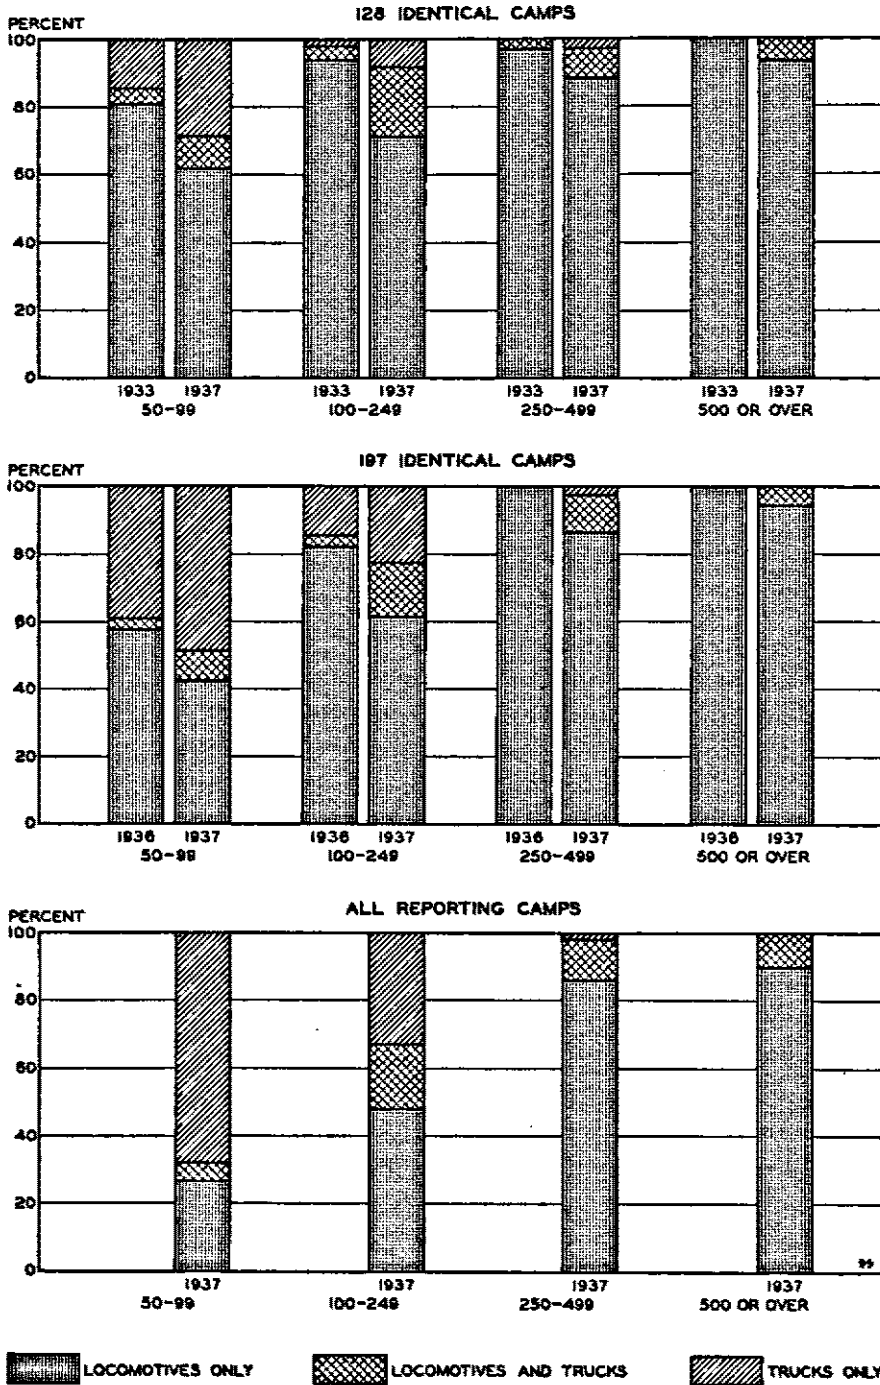 128 IDENTICAL CAMPS
PERCENT
100
80
60
40
20
0
1933 1937 1933 1937 1933 1937 1933 1937
50-99 100-249 250-499 500 OR OVER
197 IDENTICAL CAMPS
PERCENT
100
80
60
40
20
0
1936 1937 1936 1937 1936 1937 1936 1937
50-99 100-249 250-499 500 OR OVER
ALL REPORTING CAMPS
PERCENT
100
80
60
40
20
0
1937 1937 1937 1937
50-99 100-249 250-499 500 OR OVER
LOCOMOTIVES ONLY LOCOMOTIVES AND TRUCKS TRUCKS ONLY